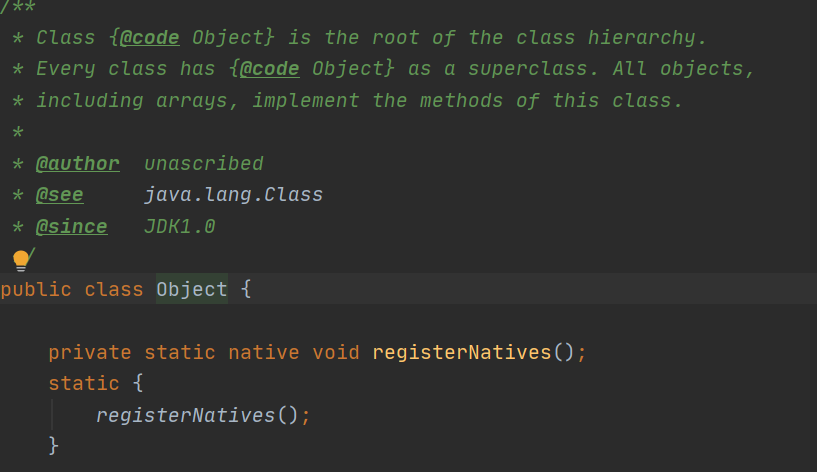 /**
* Class {@code Object} is the root of the class hierarchy.
* Every class has {@code Object} as a superclass. All objects,
* including arrays, implement the methods of this class.
*
* @author unascribed
* @see java.lang.Class
* @since JDK1.0
/
public class Object {
private static native void registerNatives();
static {
registerNatives();
}